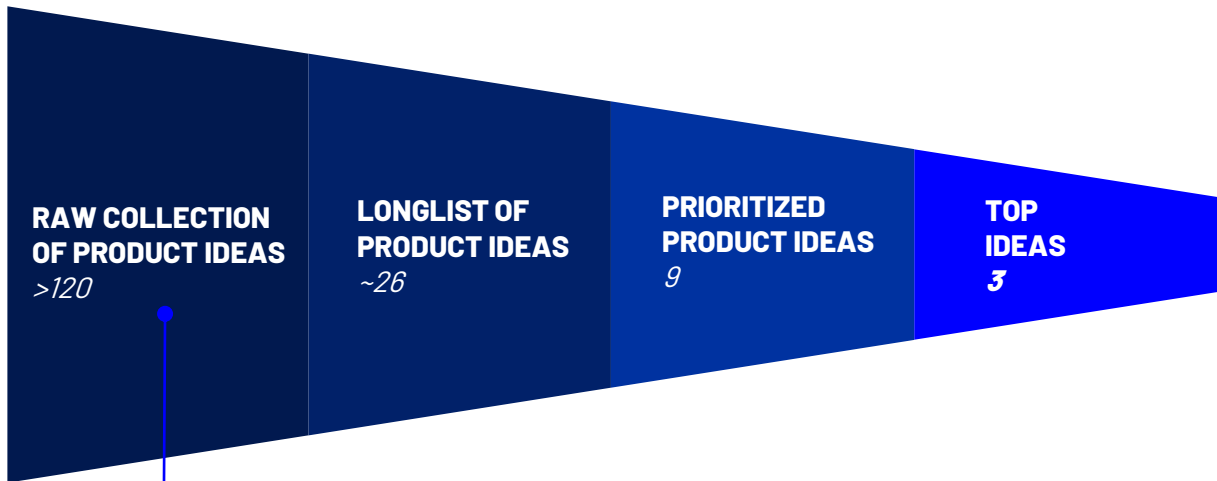 RAW COLLECTION
OF PRODUCT IDEAS
>120
LONGLIST OF
PRODUCT IDEAS
~26
PRIORITIZED
PRODUCT IDEAS
9
TOP
IDEAS
3